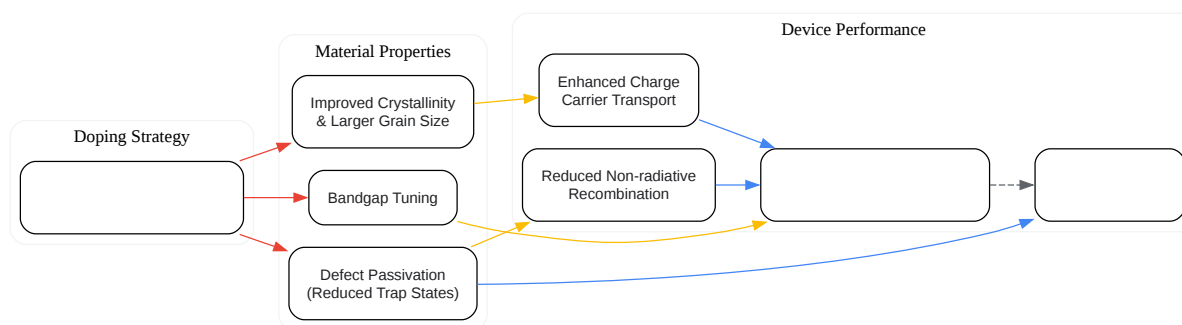 Doping Strategy
Material Properties
Improved Crystallinity
& Larger Grain Size
Bandgap Tuning
Defect Passivation
(Reduced Trap States)
Device Performance
Enhanced Charge
Carrier Transport
Reduced Non-radiative
Recombination